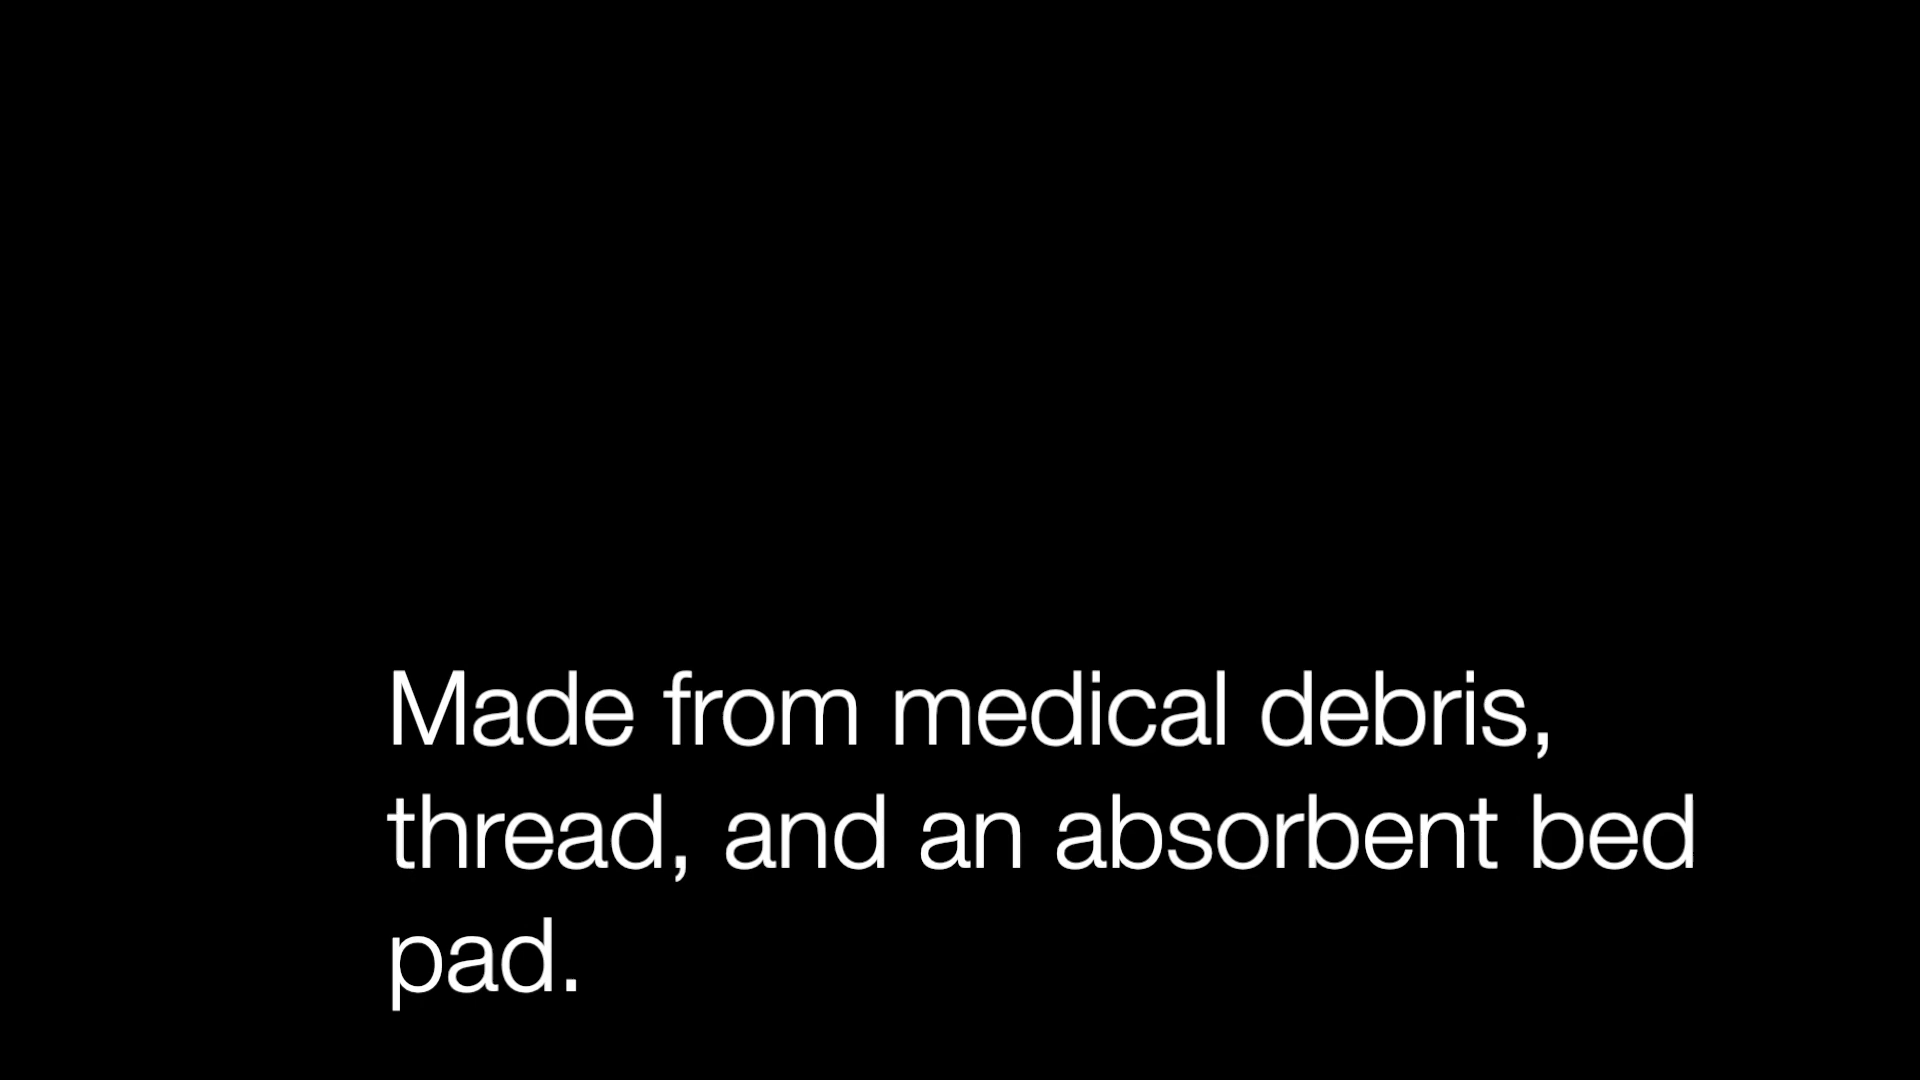 Made from medical debris,
thread, and an absorbent bed
pad.